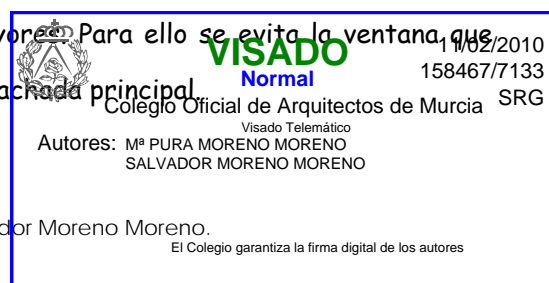 vores. Para ello se evita la ventana que
VISADO 11/02/2010
Normal 158467/7133
achada principal.
Colegio Oficial de Arquitectos de Murcia SRG
Visado Telemático
Autores: Mª PURA MORENO MORENO
SALVADOR MORENO MORENO
dor Moreno Moreno.
El Colegio garantiza la firma digital de los autores